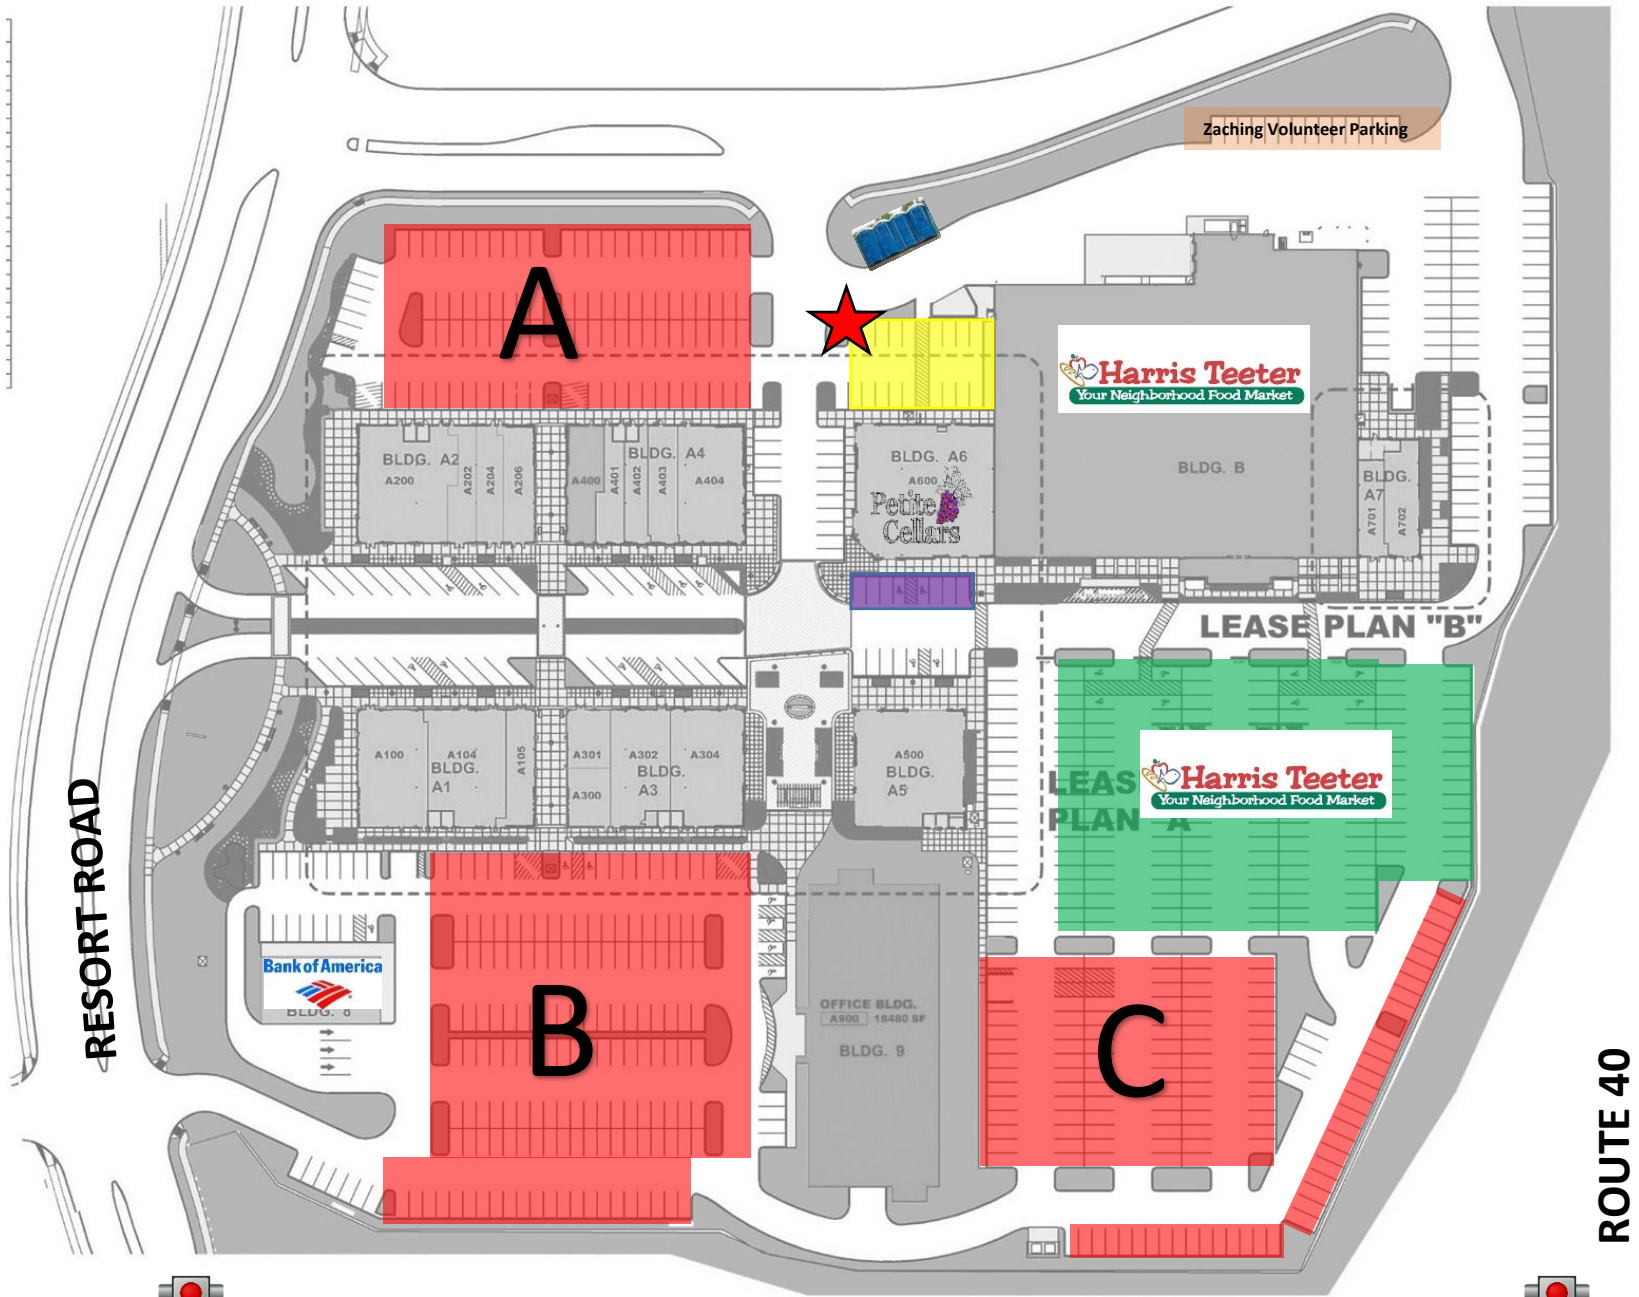 Zaching Volunteer Parking
A
Harris Teeter
Your Neighborhood Food Market
BLDG. A2
A200
A202
A204
A206
BLDG. A4
A400
A401
A402
A403
A404
BLDG. A6
A600
Petite
Cellars
BLDG. B
BLDG.
A7
A701
A702
LEASE PLAN "B"
A100
A104
A105
BLDG.
A1
A301
A302
A304
A300
BLDG.
A3
A500
BLDG.
A5
LEAS
PLAN "A
Harris Teeter
Your Neighborhood Food Market
RESORT ROAD
Bank of America
BLDG. 8
B
OFFICE BLDG.
A900 18480 SF
BLDG. 9
C
ROUTE 40